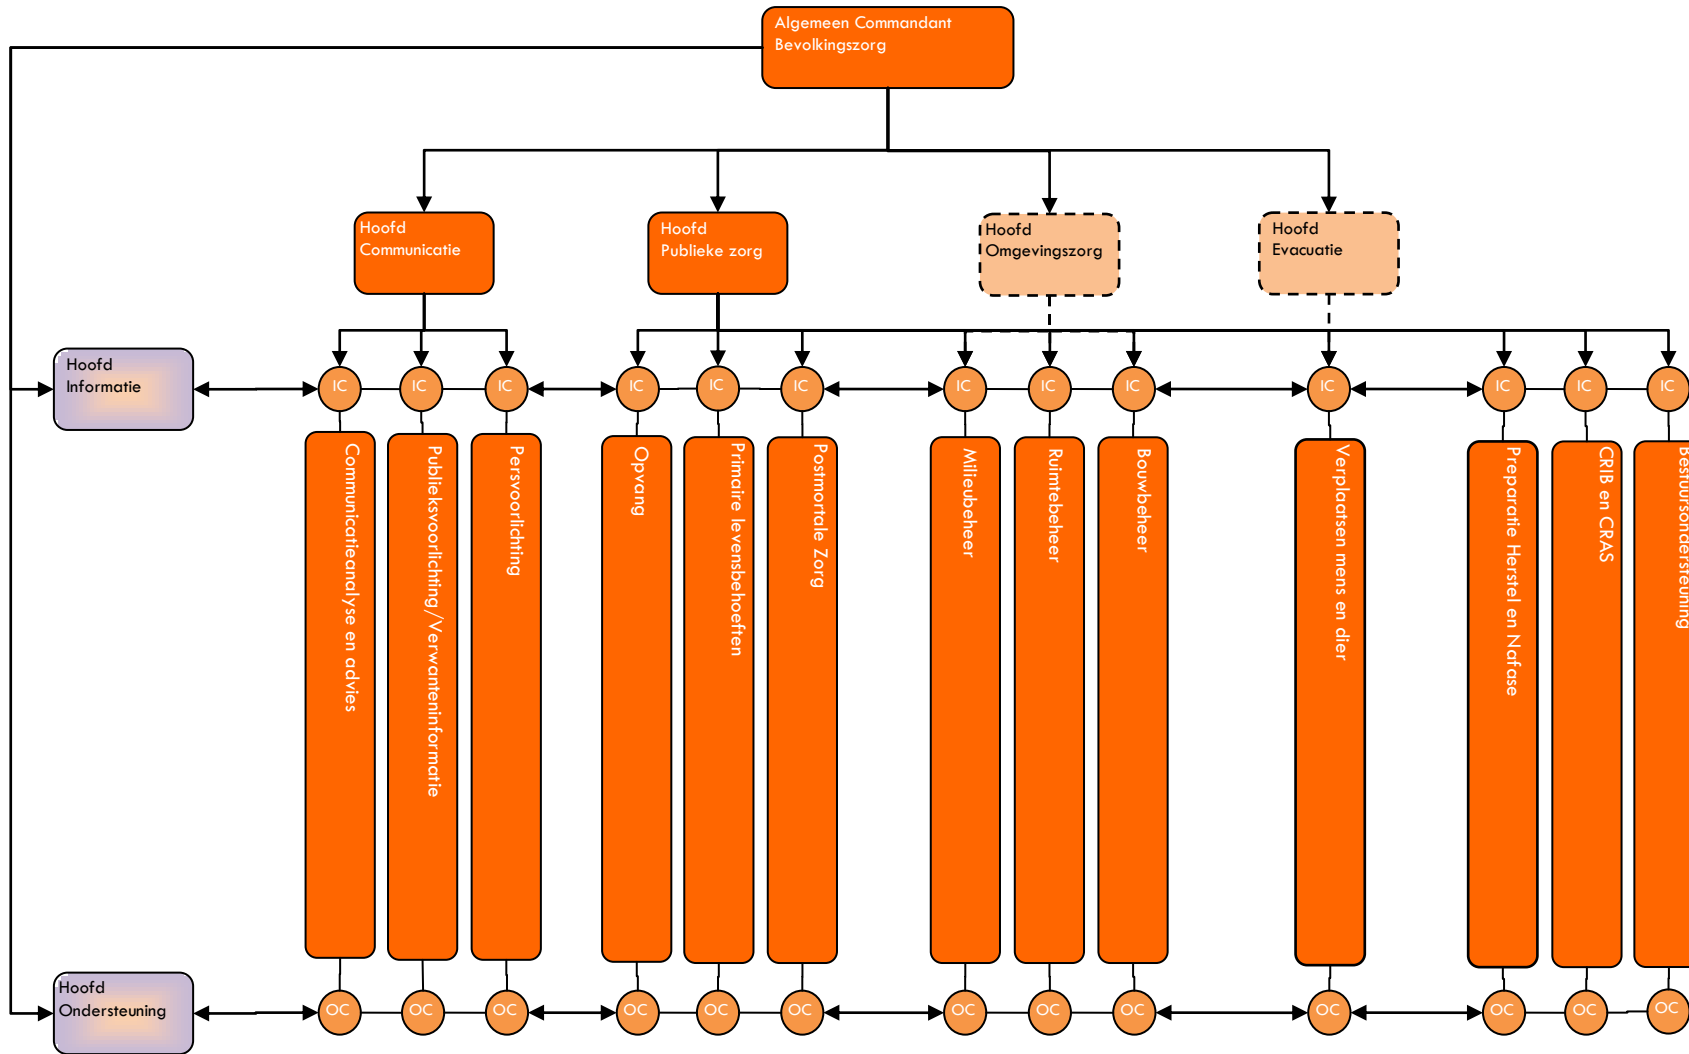 Algemeen Commandant
Bevolkingszorg
Hoofd
Communicatie
Hoofd
Publieke zorg
Hoofd
Omgevingszorg
Hoofd
Evacuatie
Hoofd
Informatie
IC
IC
IC
IC
IC
IC
IC
IC
IC
IC
IC
IC
IC
Communicatieanalyse en advies
Publieksvoorlichting/Verwanteninformatie
Persvoorlichting
Opvang
Primaire levensbehoeften
Postmortale Zorg
Milieubeheer
Ruimtebeheer
Bouwbeheer
Verplaatsen mens en dier
Preparatie Herstel en Nafase
CRIB en CRAS
Bestuursondersteuning
Hoofd
Ondersteuning
OC
OC
OC
OC
OC
OC
OC
OC
OC
OC
OC
OC
OC